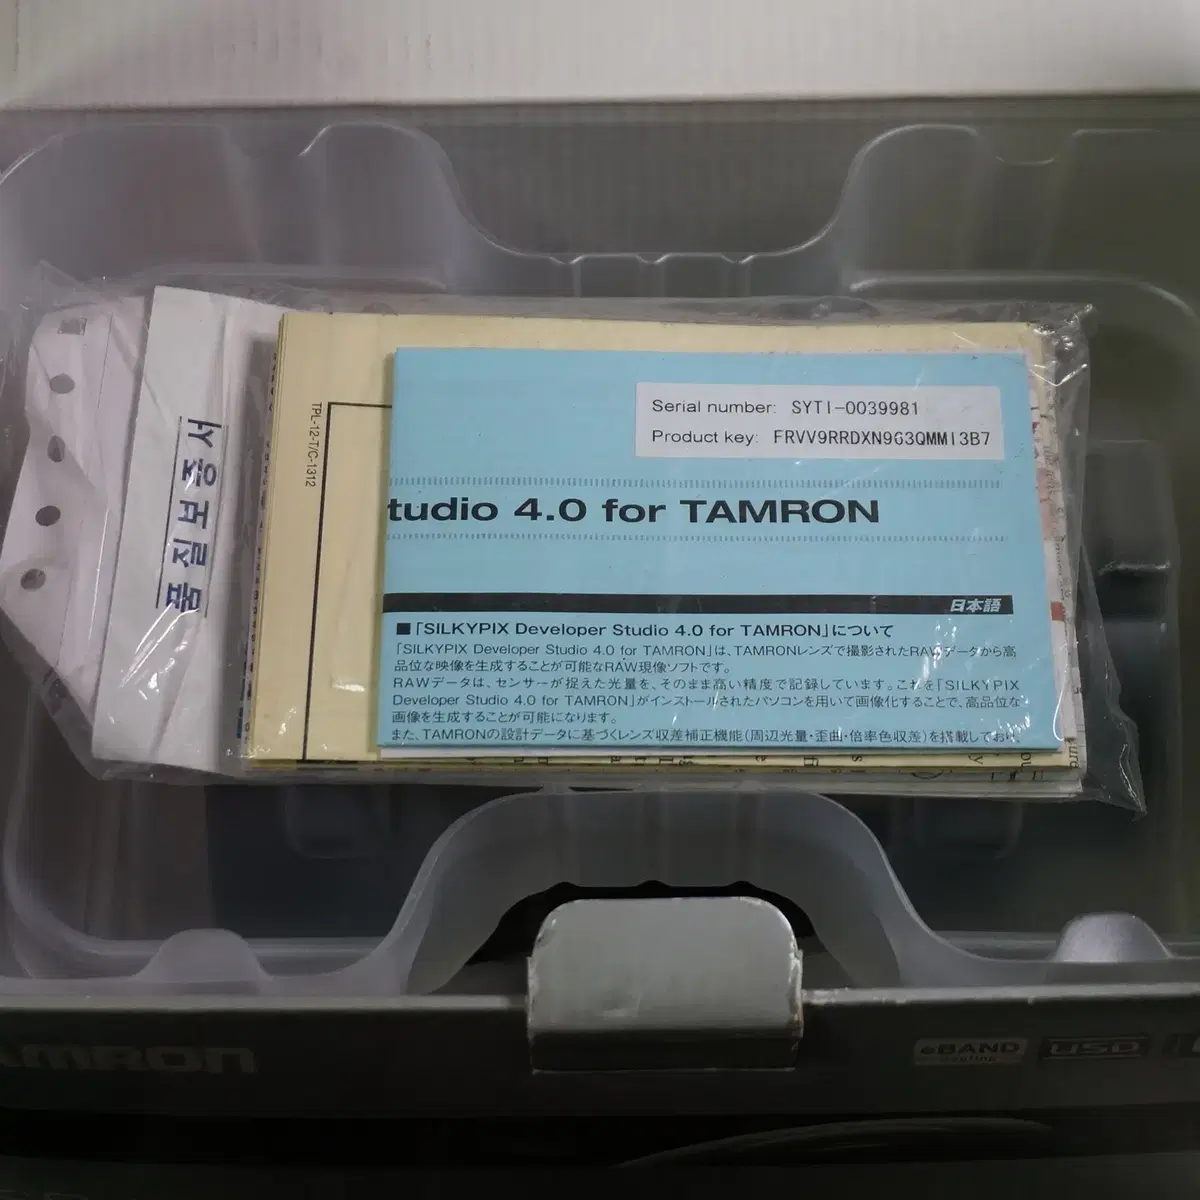 Serial number: SYTI-0039981
Product key: FRVV9RRDXN9G3QMMI3B7
tudio 4.0 for TAMRON
日本語
■「SILKYPIX Developer Studio 4.0 for TAMRON」について
「SILKYPIX Developer Studio 4.0 for TAMRON」は、TAMRONレンズで撮影されたRAWデータから高
品位な映像を生成することが可能なRAW現像ソフトです。
RAWデータは、センサーが捉えた光量を、そのまま高い精度で記録しています。これを「SILKYPIX
Developer Studio 4.0 for TAMRON」がインストールされたパソコンを用いて画像化することで、高品位な
画像を生成することが可能になります。
また、TAMRONの設計データに基づくレンズ収差補正機能(周辺光量・歪曲・倍率色収差)を搭載してお
TPL-12-T/C-1312
품질보증서
AMRON
eBAND
Coating
USD